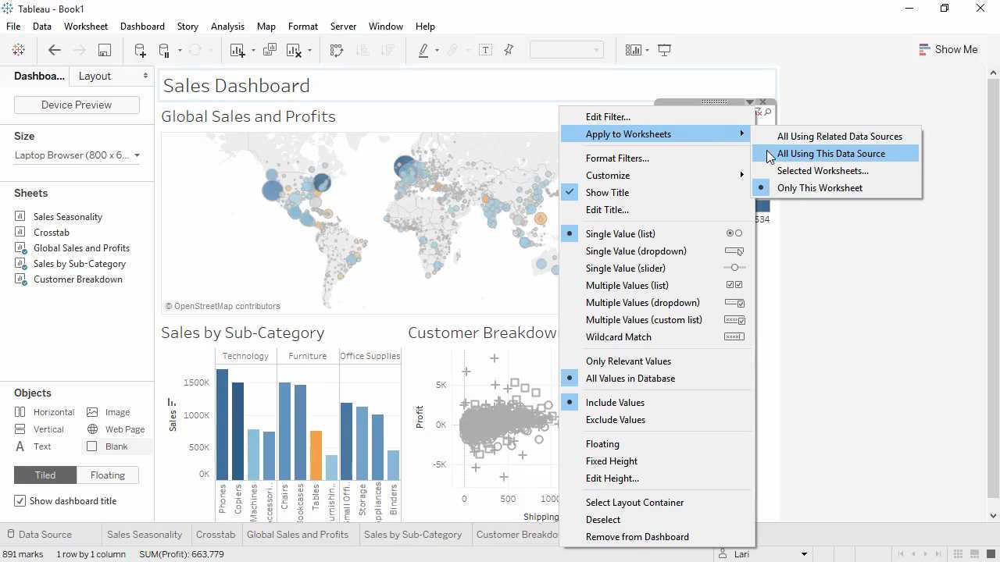 Tableau - Book1
File Data Worksheet Dashboard Story Analysis Map Format Server Window Help
Show Me
Dashboa... Layout
Device Preview
Size
Laptop Browser (800 x 6...
Sheets
Sales Seasonality
Crosstab
Global Sales and Profits
Sales by Sub-Category
Customer Breakdown
Objects
Horizontal Image
Vertical Web Page
Text Blank
Tiled Floating
Show dashboard title
Sales Dashboard
Global Sales and Profits
© OpenStreetMap contributors
Sales by Sub-Category
Technology Furniture Office Supplies
Sales
1500K
1000K
500K
0K
Phones
Copiers
Machines
Accessori..
Chairs
Bookcases
Tables
urnishin..
mall Offi..
Storage
Appliances
Binders
Customer Breakdown
Profit
5K
0K
-5K
0 500 1000
Shipping
534
Edit Filter...
Apply to Worksheets
Format Filters...
Customize
Show Title
Edit Title...
Single Value (list)
Single Value (dropdown)
Single Value (slider)
Multiple Values (list)
Multiple Values (dropdown)
Multiple Values (custom list)
Wildcard Match
Only Relevant Values
All Values in Database
Include Values
Exclude Values
Floating
Fixed Height
Edit Height...
Select Layout Container
Deselect
Remove from Dashboard
All Using Related Data Sources
All Using This Data Source
Selected Worksheets...
Only This Worksheet
Data Source Sales Seasonality Crosstab Global Sales and Profits Sales by Sub-Category Customer Breakdo
891 marks 1 row by 1 column SUM(Profit): 663,779 Lari